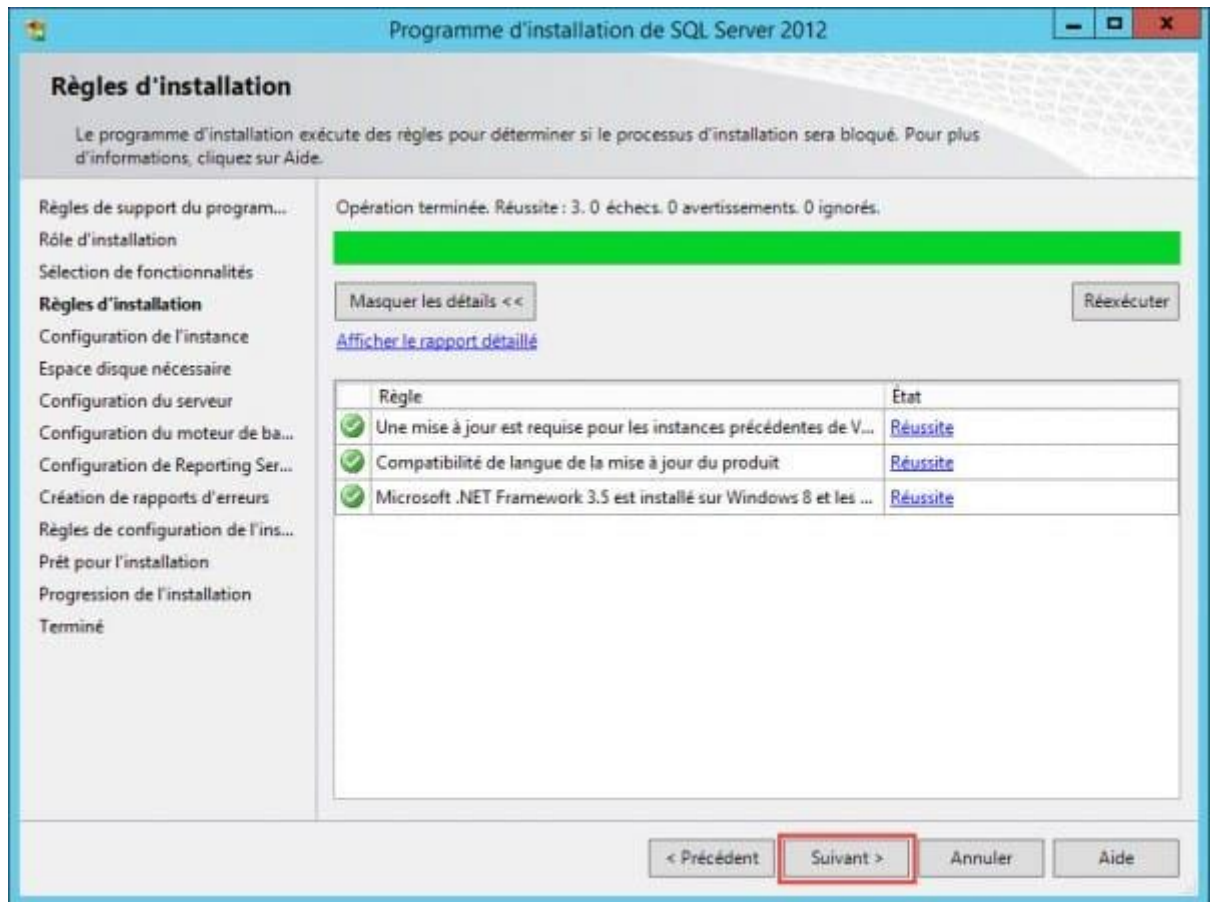 Programme d'installation de SQL Server 2012
Règles d'installation
Le programme d'installation exécute des règles pour déterminer si le processus d'installation sera bloqué. Pour plus
d'informations, cliquez sur Aide.
Règles de support du program...
Rôle d'installation
Sélection de fonctionnalités
Règles d'installation
Configuration de l'instance
Espace disque nécessaire
Configuration du serveur
Configuration du moteur de ba...
Configuration de Reporting Ser...
Création de rapports d'erreurs
Règles de configuration de l'ins...
Prêt pour l'installation
Progression de l'installation
Terminé
Opération terminée. Réussite : 3. 0 échecs. 0 avertissements. 0 ignorés.
Masquer les détails <<
Réexécuter
Afficher le rapport détaillé
Règle État
Une mise à jour est requise pour les instances précédentes de V... Réussite
Compatibilité de langue de la mise à jour du produit Réussite
Microsoft .NET Framework 3.5 est installé sur Windows 8 et les ... Réussite
< Précédent Suivant > Annuler Aide